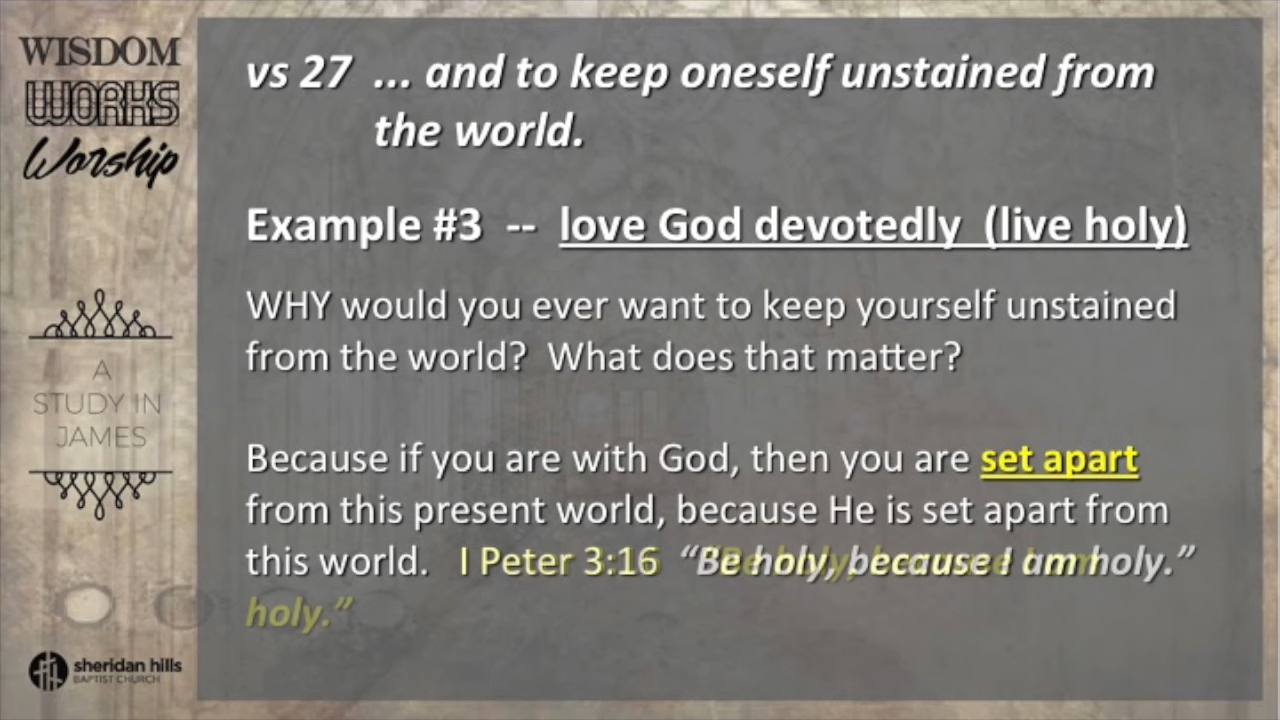 WISDOM
WORKS
Worship
A
STUDY IN
JAMES
sheridan hills
BAPTIST CHURCH
vs 27 ... and to keep oneself unstained from
the world.
Example #3 -- love God devotedly (live holy)
WHY would you ever want to keep yourself unstained
from the world? What does that matter?
Because if you are with God, then you are set apart
from this present world, because He is set apart from
this world. I Peter 3:16 “Be holy, because I am holy.”
holy.”